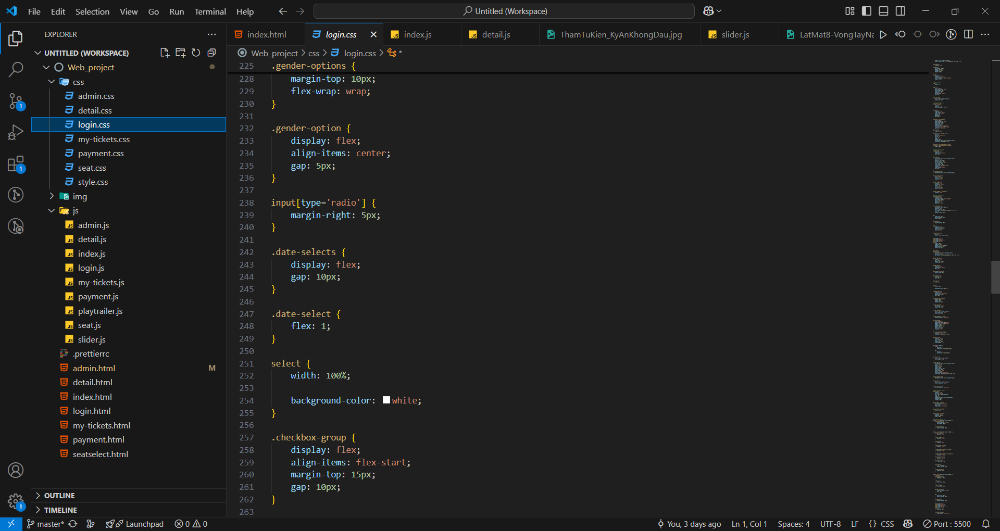 File Edit Selection View Go Run Terminal Help
Untitled (Workspace)
EXPLORER
UNTITLED (WORKSPACE)
Web_project
css
admin.css
detail.css
login.css
my-tickets.css
payment.css
seat.css
style.css
img
js
admin.js
detail.js
index.js
login.js
my-tickets.js
payment.js
playtrailer.js
seat.js
slider.js
.prettierrc
admin.html M
detail.html
index.html
login.html
my-tickets.html
payment.html
seatselect.html
OUTLINE
TIMELINE
1
1
1
index.html login.css index.js detail.js ThamTuKien_KyAnKhongDau.jpg slider.js LatMat8-VongTayNa
Web_project > css > login.css > *
225 .gender-options {
228 margin-top: 10px;
229 flex-wrap: wrap;
230 }
231
232 .gender-option {
233 display: flex;
234 align-items: center;
235 gap: 5px;
236 }
237
238 input[type='radio'] {
239 margin-right: 5px;
240 }
241
242 .date-selects {
243 display: flex;
244 gap: 10px;
245 }
246
247 .date-select {
248 flex: 1;
249 }
250
251 select {
252 width: 100%;
253
254 background-color: white;
255 }
256
257 .checkbox-group {
258 display: flex;
259 align-items: flex-start;
260 margin-top: 15px;
261 gap: 10px;
262 }
263
master* Launchpad 0 0 You, 3 days ago Ln 1, Col 1 Spaces: 4 UTF-8 LF {} CSS Port : 5500